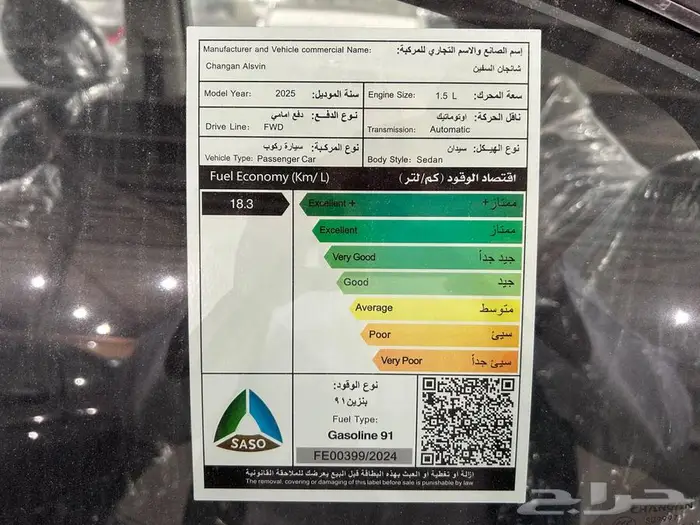 Manufacturer and Vehicle commercial Name: إسم الصانع والاسم التجاري للمركبة:
Changan Alsvin شانجان السفين
Model Year: 2025 سنة الموديل: Engine Size: 1.5 L سعة المحرك:
نوع الدفع: دفع امامي ناقل الحركة: اوتوماتيك
Drive Line: FWD Transmission: Automatic
نوع المركبة: سيارة ركوب نوع الهيكل: سيدان
Vehicle Type: Passenger Car Body Style: Sedan
Fuel Economy (Km/ L) اقتصاد الوقود (كم/لتر)
18.3 Excellent + ممتاز+
Excellent ممتاز
Very Good جيد جداً
Good جيد
Average متوسط
Poor سيئ
Very Poor سيئ جداً
نوع الوقود:
بنزين ٩١
Fuel Type:
Gasoline 91
SASO
FE00399/2024
إزالة أو تغطية أو العبث بهذه البطاقة قبل البيع يعرضك للملاحقة القانونية
The removal, covering or damaging of this label before sale is punishable by law
حراج
CHANGAN